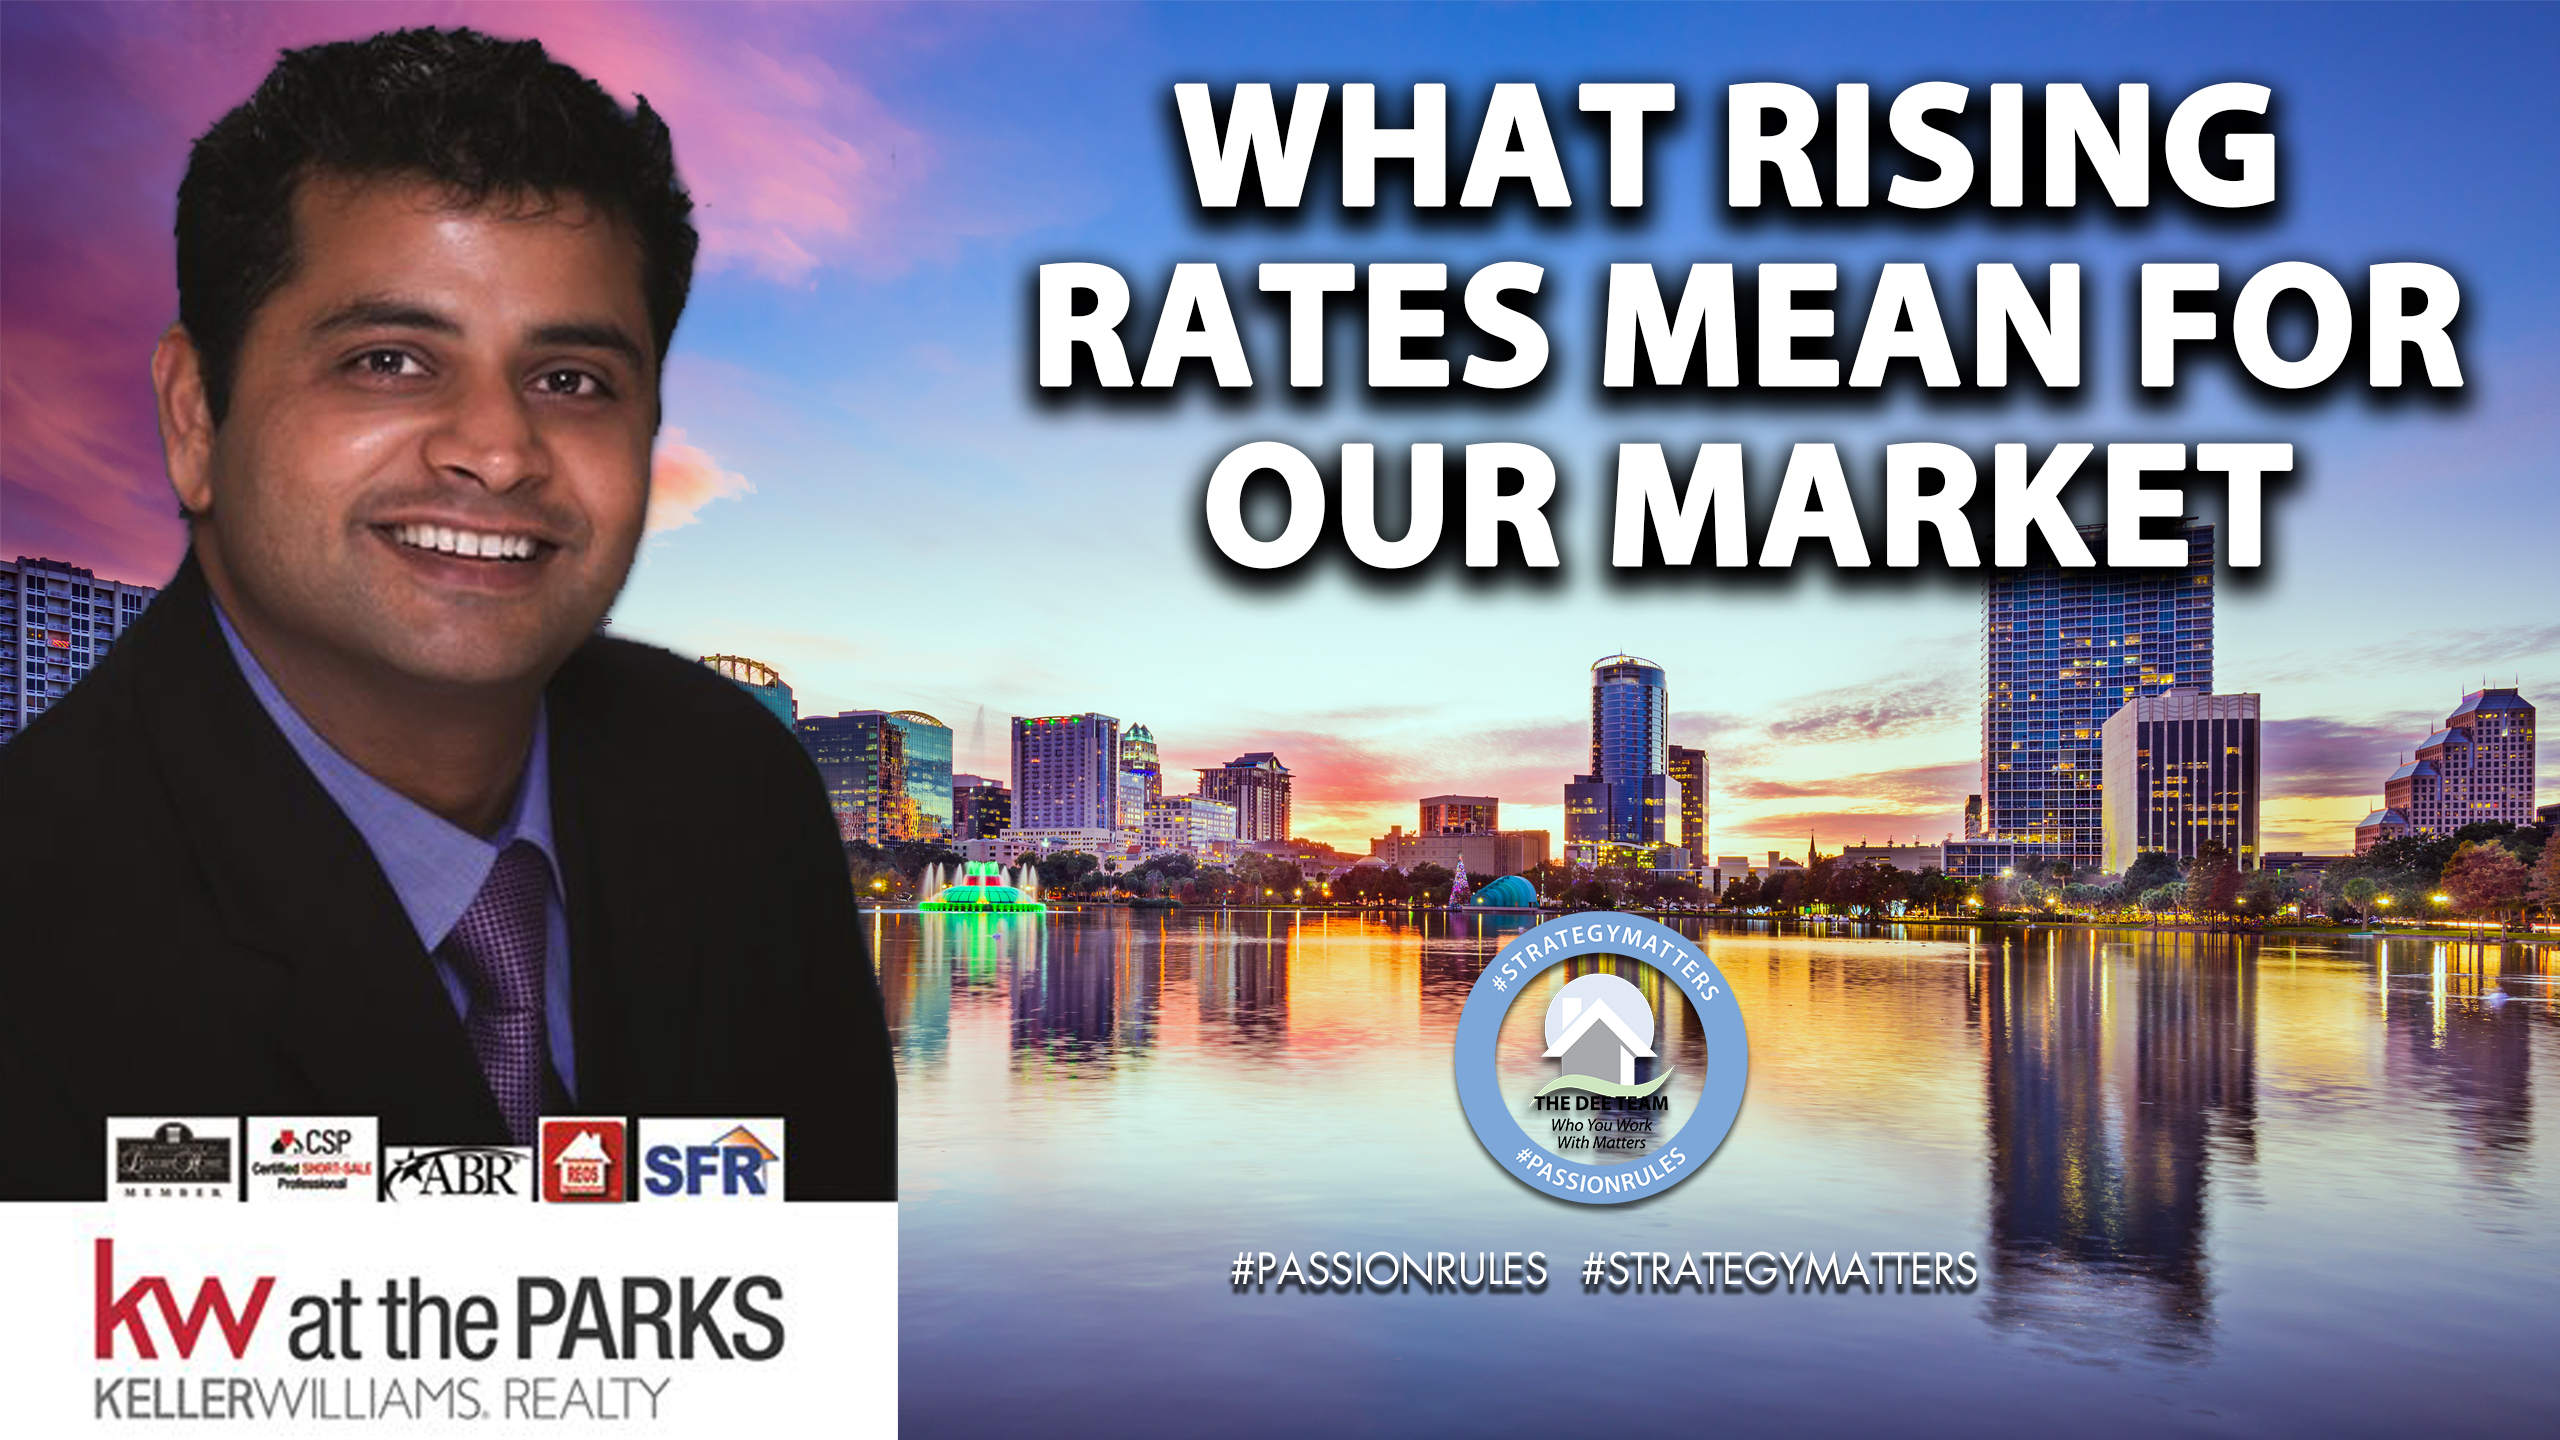 WHAT RISING
RATES MEAN FOR
OUR MARKET
#STRATEGYMATTERS
THE DEE TEAM
Who You Work
With Matters
#PASSIONRULES
#PASSIONRULES #STRATEGYMATTERS
MEMBER
CSP
Certified SHORT-SALE
Professional
ABR
REOS
SFR
kw at the PARKS
KELLERWILLIAMS. REALTY